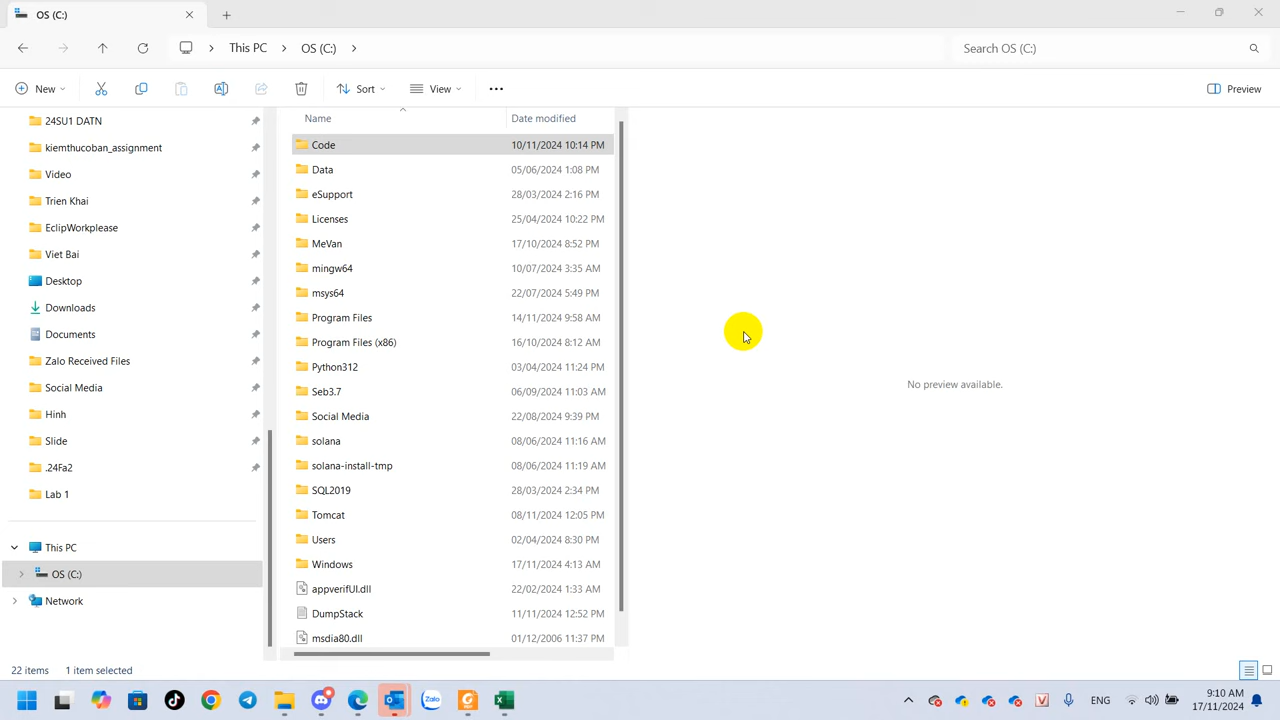 OS (C:)
This PC
OS (C:)
Search OS (C:)
New
Sort
View
Preview
24SU1 DATN
kiemthucoban_assignment
Video
Trien Khai
EclipWorkplease
Viet Bai
Desktop
Downloads
Documents
Zalo Received Files
Social Media
Hinh
Slide
.24Fa2
Lab 1
This PC
OS (C:)
Network
Name Date modified
Code 10/11/2024 10:14 PM
Data 05/06/2024 1:08 PM
eSupport 28/03/2024 2:16 PM
Licenses 25/04/2024 10:22 PM
MeVan 17/10/2024 8:52 PM
mingw64 10/07/2024 3:35 AM
msys64 22/07/2024 5:49 PM
Program Files 14/11/2024 9:58 AM
Program Files (x86) 16/10/2024 8:12 AM
Python312 03/04/2024 11:24 PM
Seb3.7 06/09/2024 11:03 AM
Social Media 22/08/2024 9:39 PM
solana 08/06/2024 11:16 AM
solana-install-tmp 08/06/2024 11:19 AM
SQL2019 28/03/2024 2:34 PM
Tomcat 08/11/2024 12:05 PM
Users 02/04/2024 8:30 PM
Windows 17/11/2024 4:13 AM
appverifUI.dll 22/02/2024 1:33 AM
DumpStack 11/11/2024 12:52 PM
msdia80.dll 01/12/2006 11:37 PM
No preview available.
22 items 1 item selected
Zalo
ENG
9:10 AM
17/11/2024